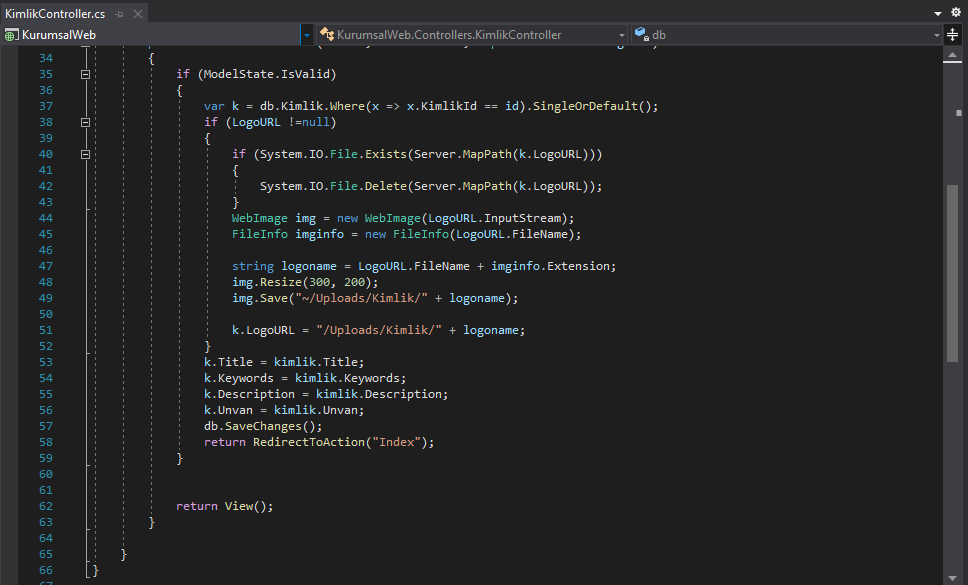 KimlikController.cs
KurumsalWeb
KurumsalWeb.Controllers.KimlikController
db
34 {
35 if (ModelState.IsValid)
36 {
37 var k = db.Kimlik.Where(x => x.KimlikId == id).SingleOrDefault();
38 if (LogoURL !=null)
39 {
40 if (System.IO.File.Exists(Server.MapPath(k.LogoURL)))
41 {
42 System.IO.File.Delete(Server.MapPath(k.LogoURL));
43 }
44 WebImage img = new WebImage(LogoURL.InputStream);
45 FileInfo imginfo = new FileInfo(LogoURL.FileName);
46
47 string logoname = LogoURL.FileName + imginfo.Extension;
48 img.Resize(300, 200);
49 img.Save("~/Uploads/Kimlik/" + logoname);
50
51 k.LogoURL = "/Uploads/Kimlik/" + logoname;
52 }
53 k.Title = kimlik.Title;
54 k.Keywords = kimlik.Keywords;
55 k.Description = kimlik.Description;
56 k.Unvan = kimlik.Unvan;
57 db.SaveChanges();
58 return RedirectToAction("Index");
59 }
60
61
62 return View();
63 }
64
65 }
66 }